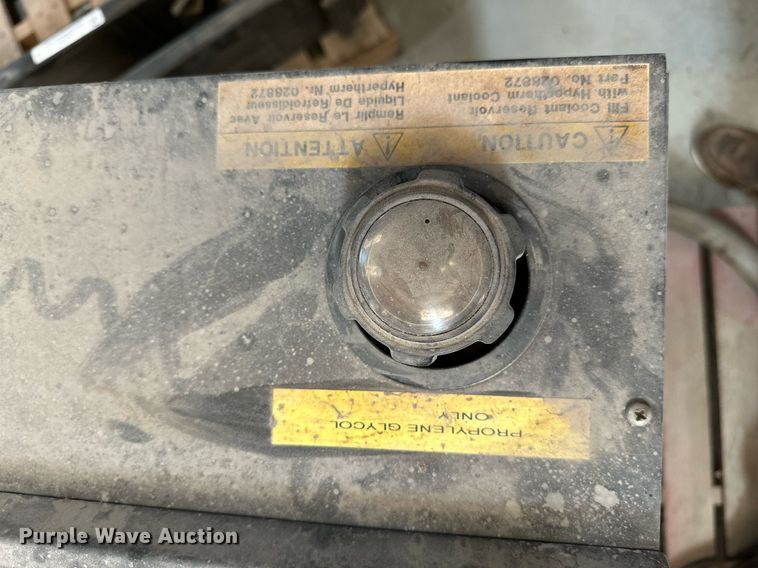 CAUTION
Fill Coolant Reservoir
with Hypertherm Coolant
Part No. 028872
ATTENTION
Remplir Le Reservoir Avec
Liquide De Refroidisseur
Hypertherm Nr. 028872
PROPYLENE GLYCOL
ONLY
Purple Wave Auction